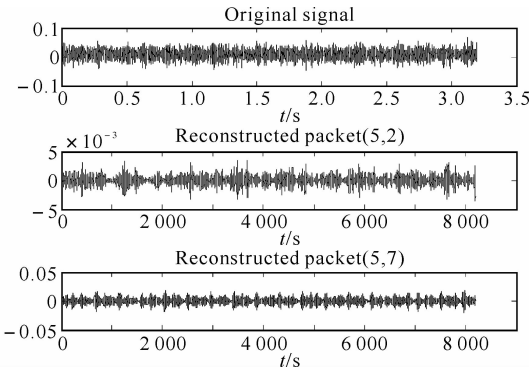 Original signal
0.1
0
−0.1
0 0.5 1.0 1.5 2.0 2.5 3.0 3.5
t/s
× 10⁻³
Reconstructed packet(5,2)
5
0
−5
0 2 000 4 000 6 000 8 000
t/s
Reconstructed packet(5,7)
0.05
0
−0.05
0 2 000 4 000 6 000 8 000
t/s